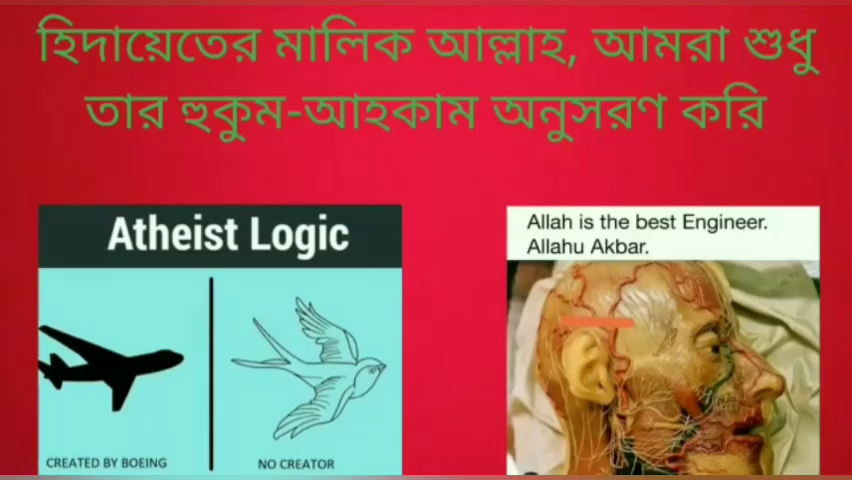 হিদায়েতের মালিক আল্লাহ, আমরা শুধু
তার হুকুম-আহকাম অনুসরণ করি
Atheist Logic
CREATED BY BOEING
NO CREATOR
Allah is the best Engineer.
Allahu Akbar.